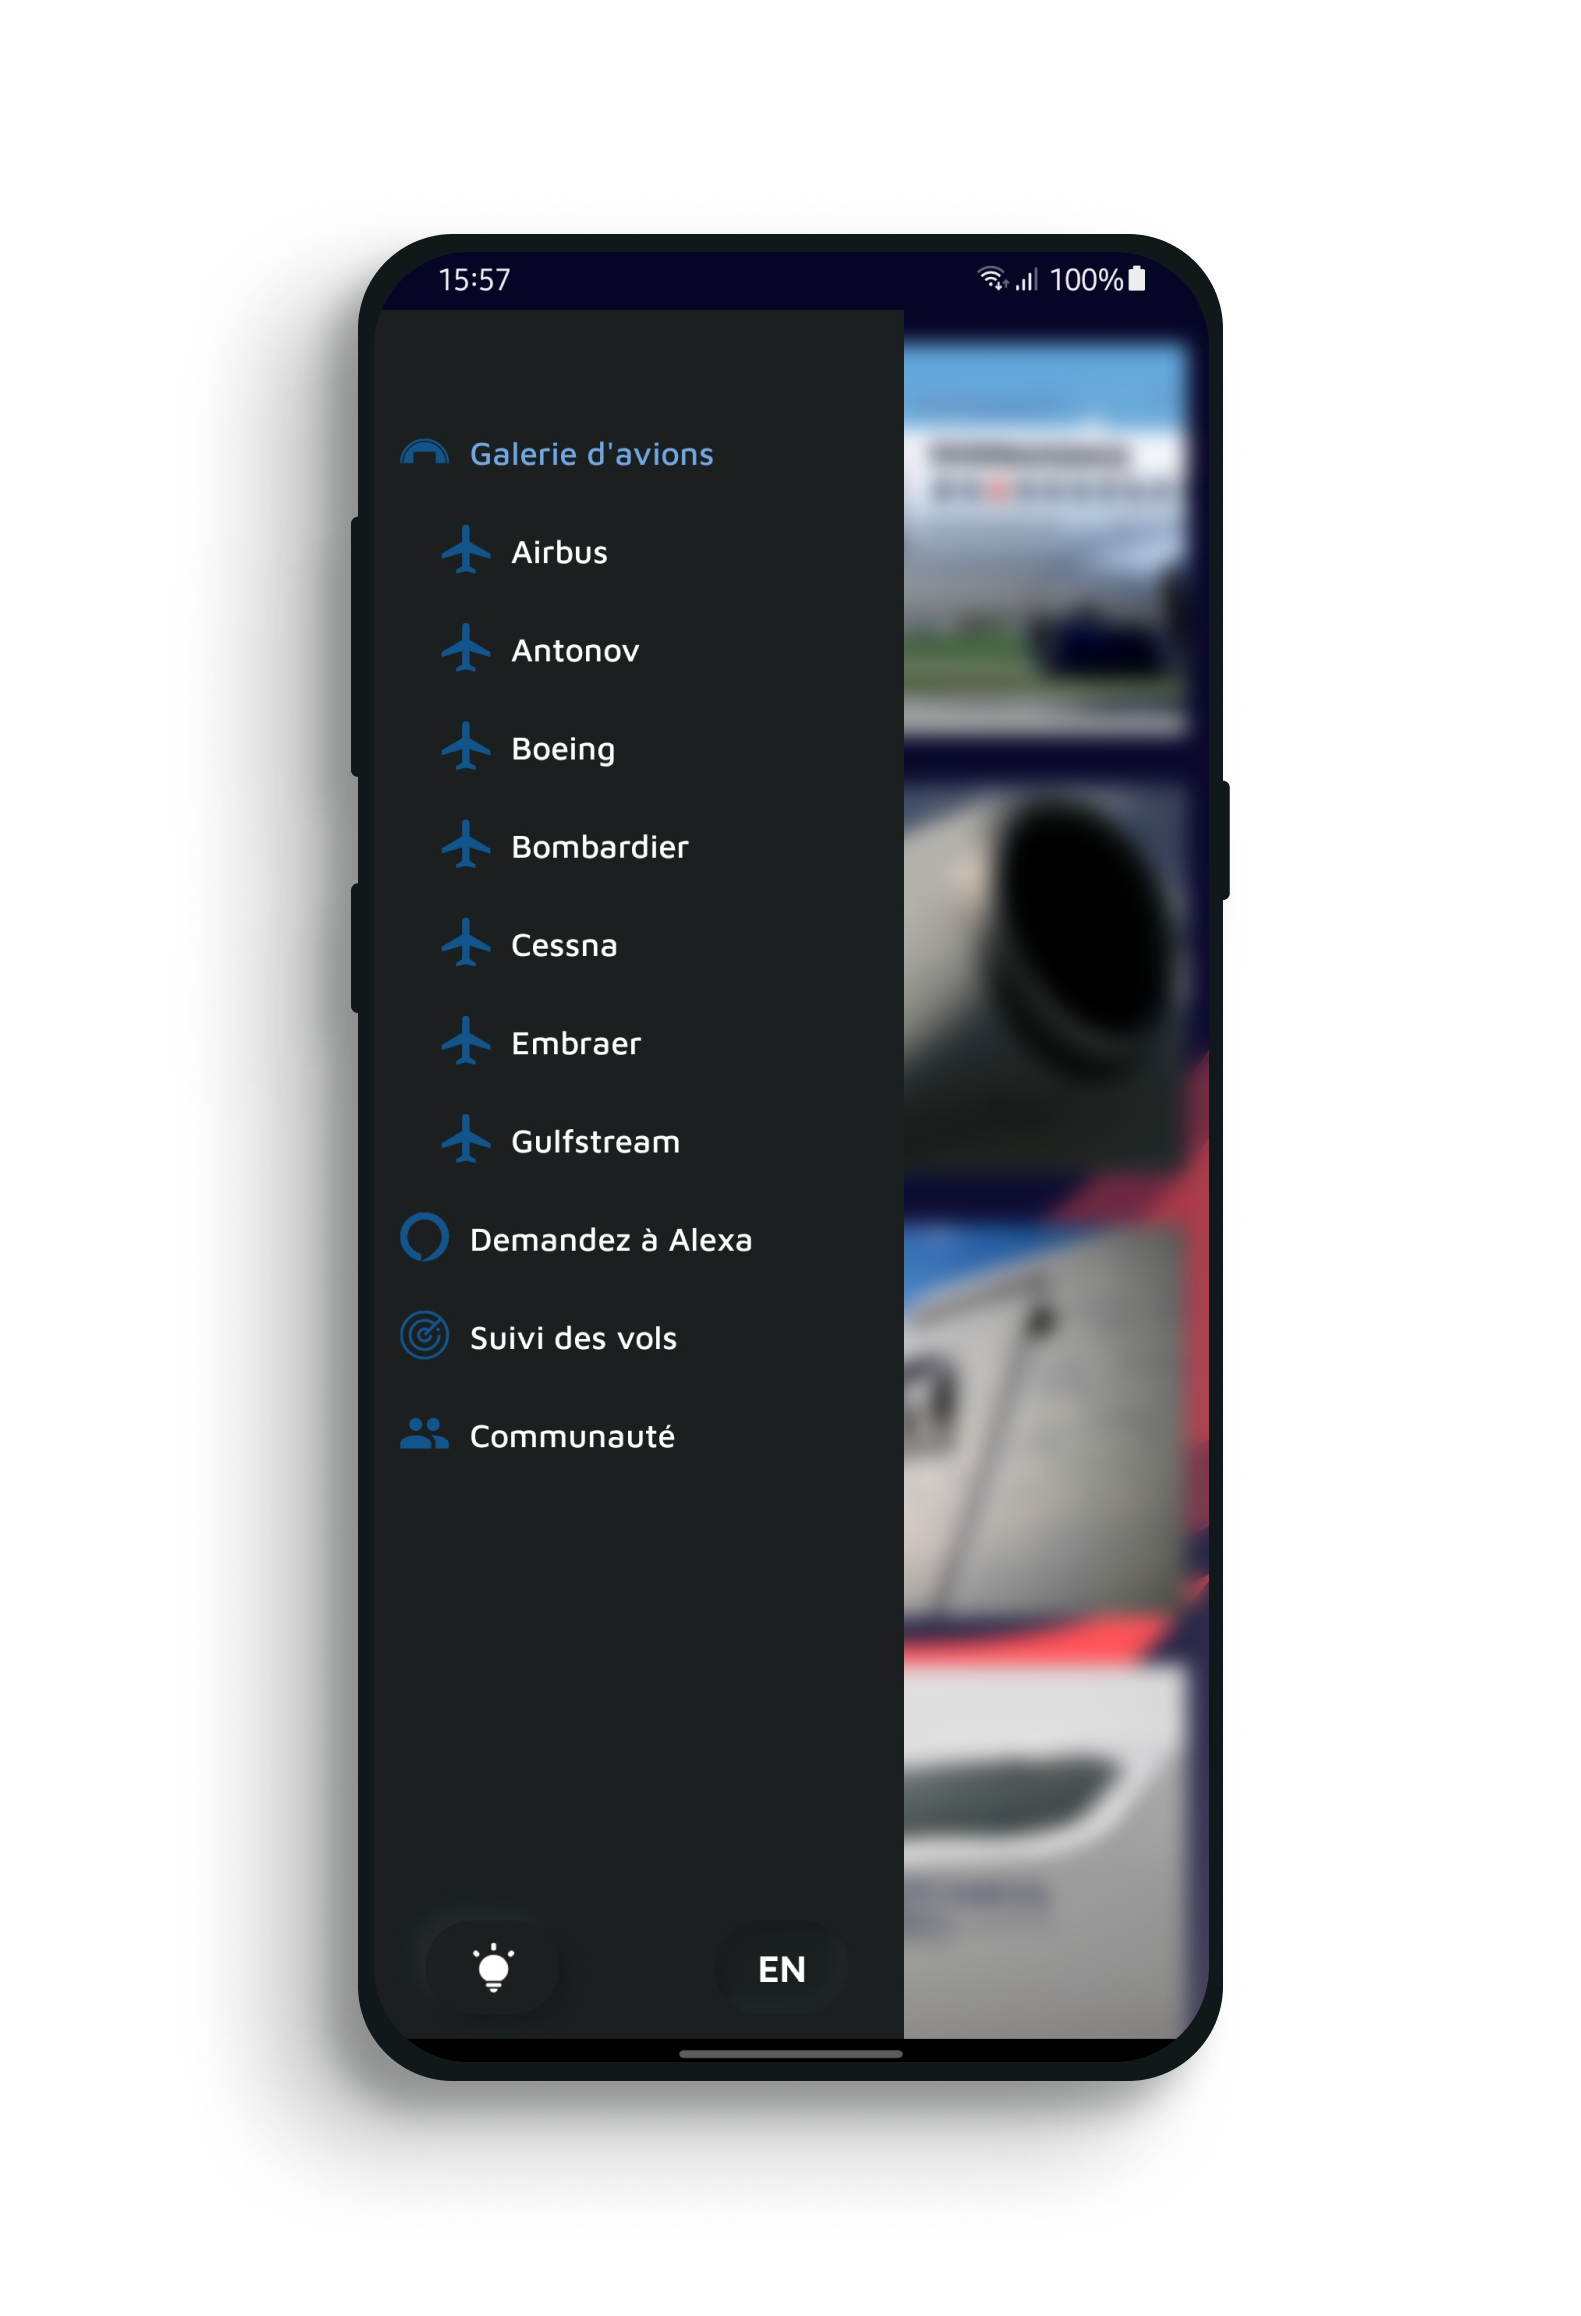 15:57 100%
Galerie d'avions
Airbus
Antonov
Boeing
Bombardier
Cessna
Embraer
Gulfstream
Demandez à Alexa
Suivi des vols
Communauté
EN